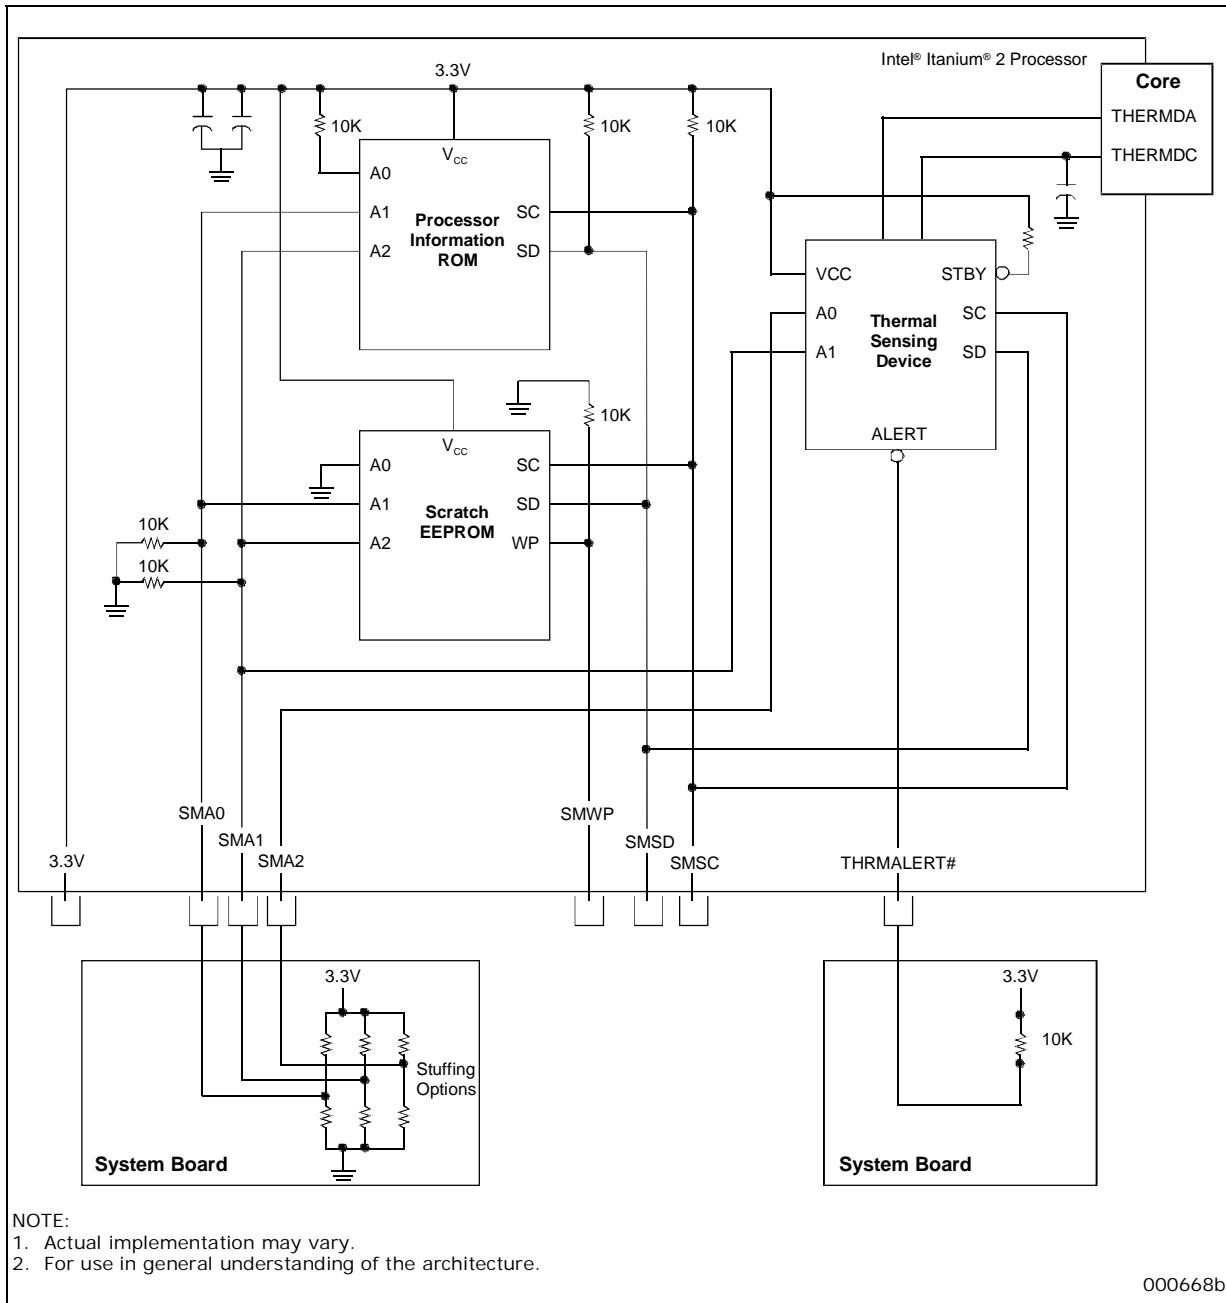 Intel® Itanium® 2 Processor
3.3V
Core
THERMDA
THERMDC
10K
10K
10K
VCC
A0
A1
A2
Processor
Information
ROM
SC
SD
VCC
A0
A1
STBY
SC
SD
Thermal
Sensing
Device
ALERT
10K
VCC
A0
A1
A2
Scratch
EEPROM
SC
SD
WP
10K
10K
SMA0
SMA1
SMA2
3.3V
SMWP
SMSD
SMSC
THRMALERT#
3.3V
Stuffing
Options
System Board
3.3V
10K
System Board
NOTE:
1. Actual implementation may vary.
2. For use in general understanding of the architecture.
000668b